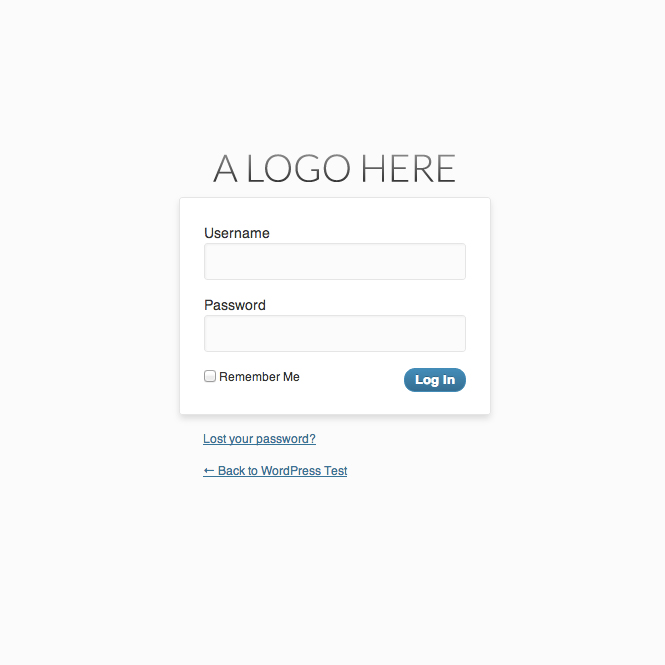 A LOGO HERE
Username
Password
Remember Me
Log In
Lost your password?
← Back to WordPress Test